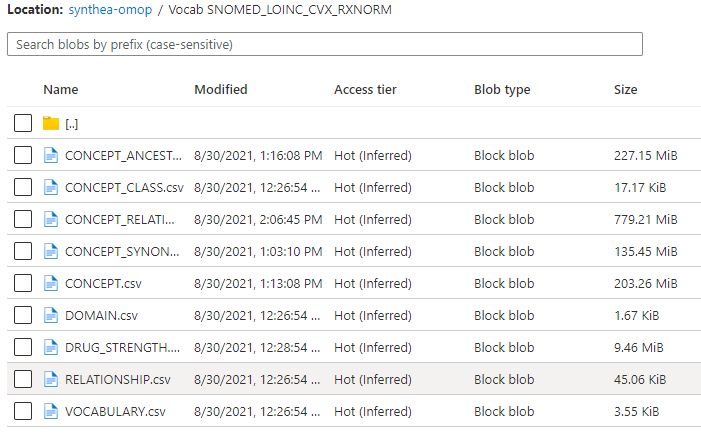 Location: synthea-omop / Vocab SNOMED_LOINC_CVX_RXNORM
Search blobs by prefix (case-sensitive)
Name Modified Access tier Blob type Size
[..]
CONCEPT_ANCEST... 8/30/2021, 1:16:08 PM Hot (Inferred) Block blob 227.15 MiB
CONCEPT_CLASS.csv 8/30/2021, 12:26:54 ... Hot (Inferred) Block blob 17.17 KiB
CONCEPT_RELATI... 8/30/2021, 2:06:45 PM Hot (Inferred) Block blob 779.21 MiB
CONCEPT_SYNON... 8/30/2021, 1:03:10 PM Hot (Inferred) Block blob 135.45 MiB
CONCEPT.csv 8/30/2021, 1:13:08 PM Hot (Inferred) Block blob 203.26 MiB
DOMAIN.csv 8/30/2021, 12:26:54 ... Hot (Inferred) Block blob 1.67 KiB
DRUG_STRENGTH.... 8/30/2021, 12:28:54 ... Hot (Inferred) Block blob 9.46 MiB
RELATIONSHIP.csv 8/30/2021, 12:26:54 ... Hot (Inferred) Block blob 45.06 KiB
VOCABULARY.csv 8/30/2021, 12:26:54 ... Hot (Inferred) Block blob 3.55 KiB